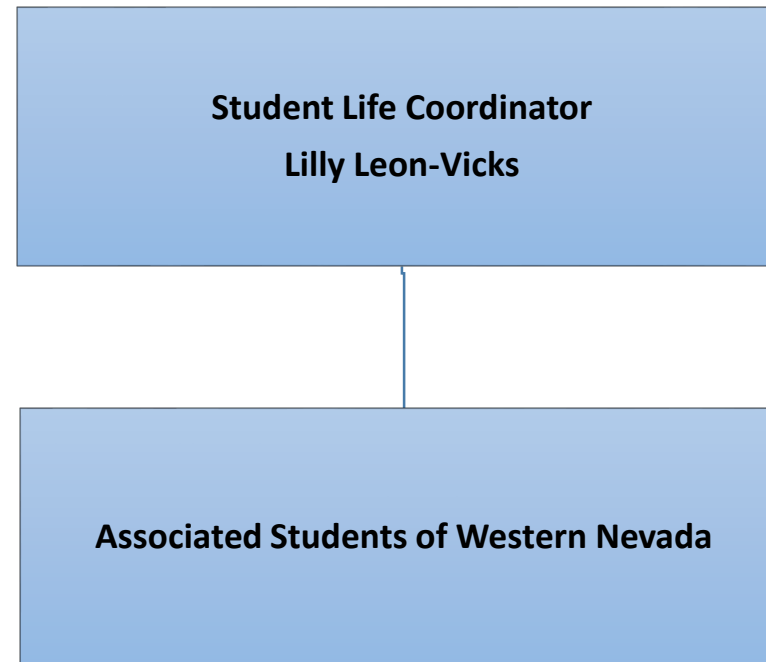 Student Life Coordinator
Lilly Leon-Vicks
Associated Students of Western Nevada